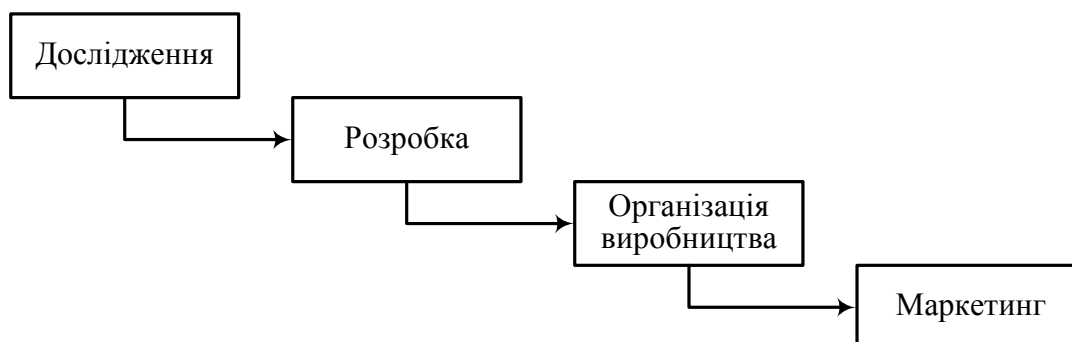 Дослідження
Розробка
Організація
виробництва
Маркетинг